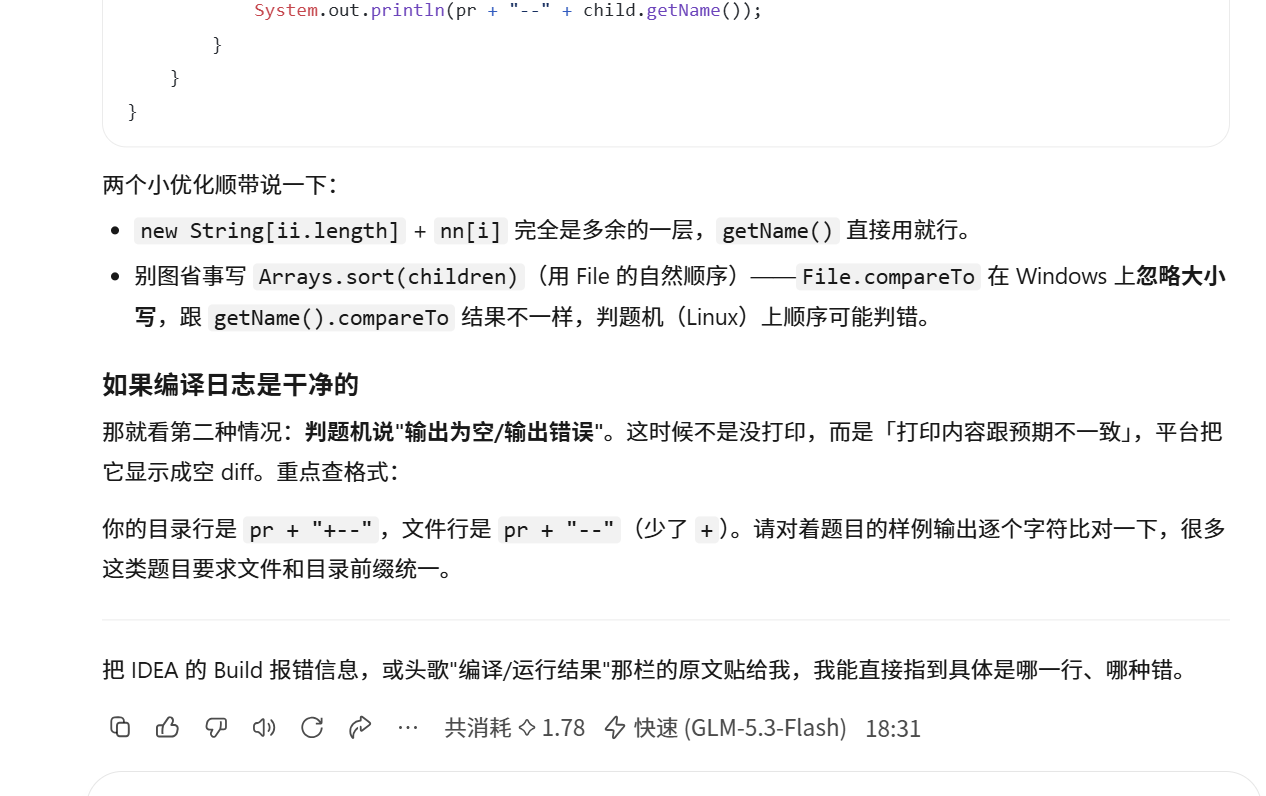 System.out.println(pr + "--" + child.getName());
}
}
}
两个小优化顺带说一下：
new String[ii.length] + nn[i] 完全是多余的一层，getName() 直接用就行。
别图省事写 Arrays.sort(children)（用 File 的自然顺序）——File.compareTo 在 Windows 上忽略大小
写，跟 getName().compareTo 结果不一样，判题机（Linux）上顺序可能判错。
如果编译日志是干净的
那就看第二种情况：判题机说"输出为空/输出错误"。这时候不是没打印，而是「打印内容跟预期不一致」，平台把
它显示成空 diff。重点查格式：
你的目录行是 pr + "+--"，文件行是 pr + "--"（少了 +）。请对着题目的样例输出逐个字符比对一下，很多
这类题目要求文件和目录前缀统一。
把 IDEA 的 Build 报错信息，或头歌"编译/运行结果"那栏的原文贴给我，我能直接指到具体是哪一行、哪种错。
共消耗 1.78 快速 (GLM-5.3-Flash) 18:31